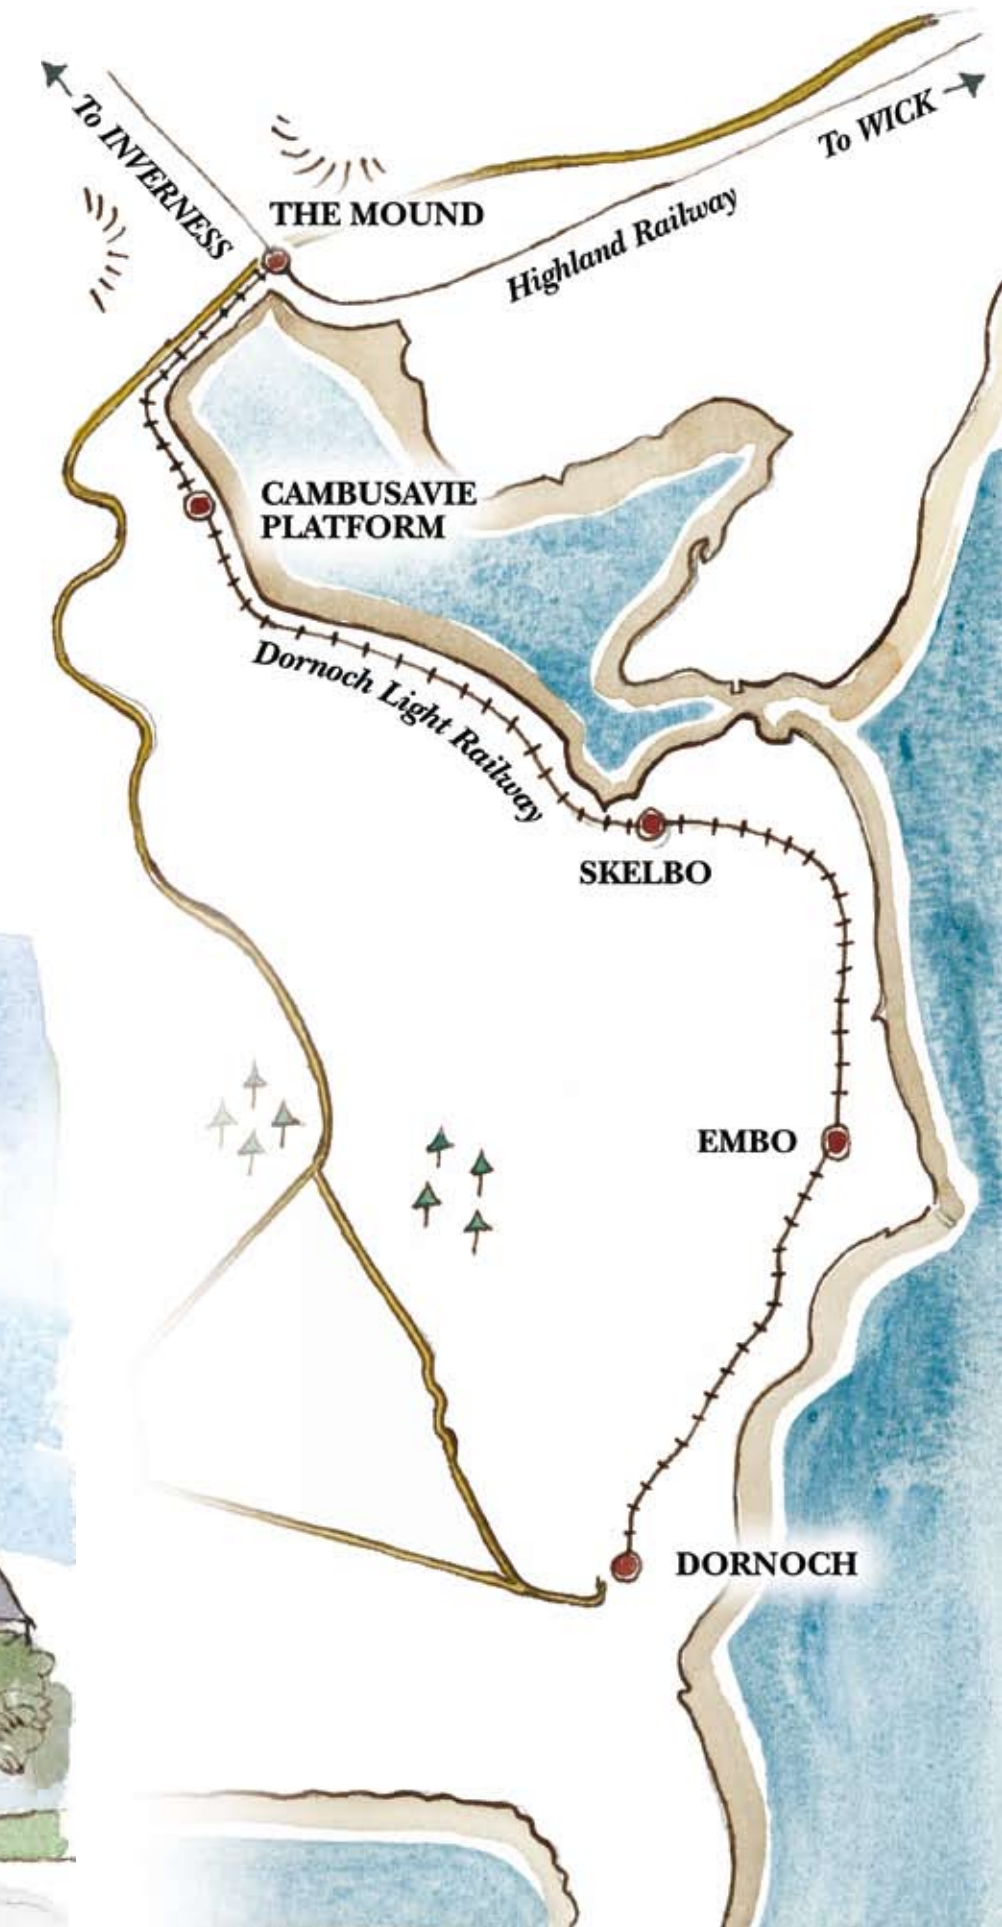 To INVERNESS
To WICK
THE MOUND
Highland Railway
CAMBUSAVIE
PLATFORM
Dornoch Light Railway
SKELBO
EMBO
DORNOCH